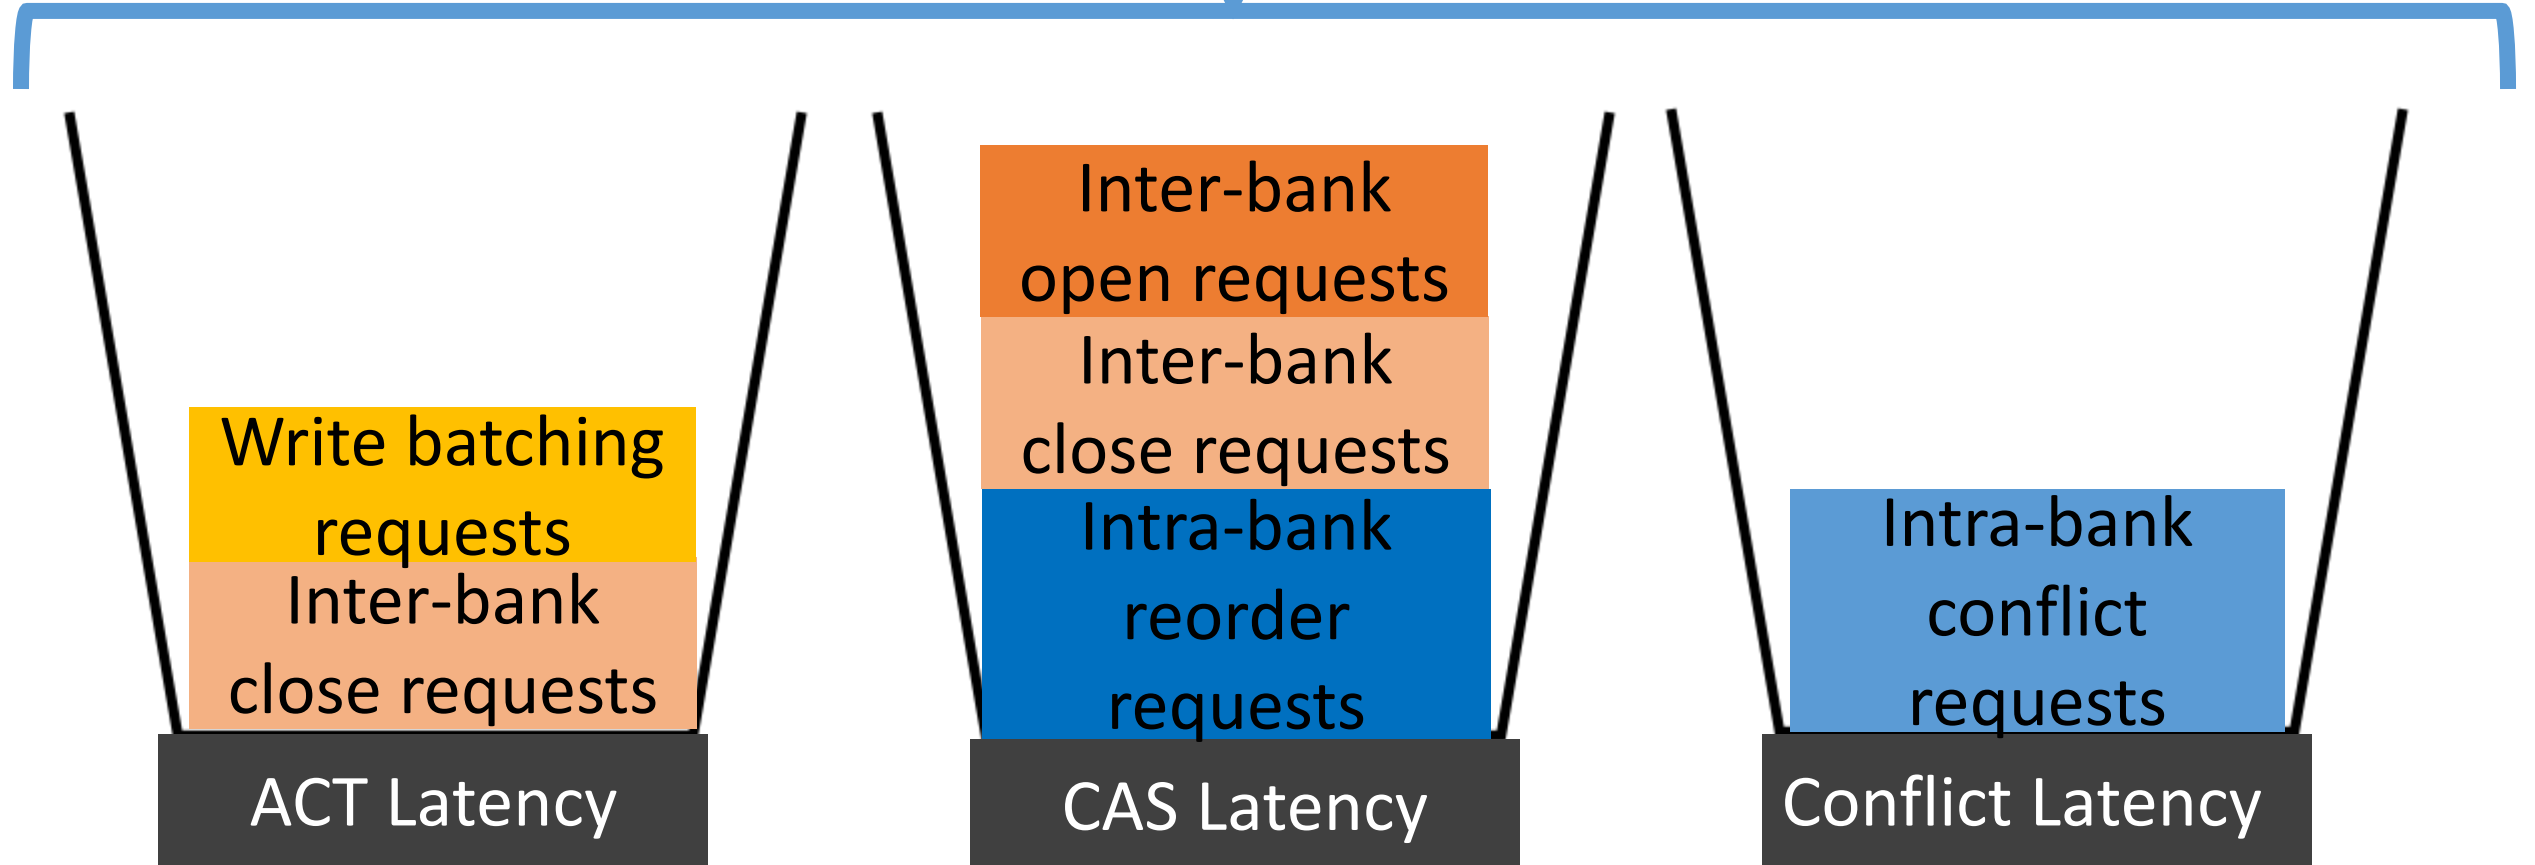 Write batching
requests
Inter-bank
close requests
ACT Latency
Inter-bank
open requests
Inter-bank
close requests
Intra-bank
reorder
requests
CAS Latency
Intra-bank
conflict
requests
Conflict Latency